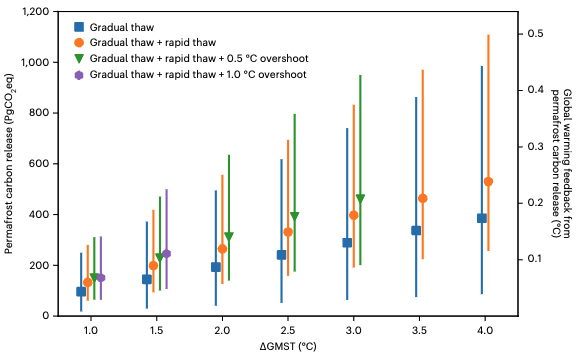 Gradual thaw
Gradual thaw + rapid thaw
Gradual thaw + rapid thaw + 0.5 °C overshoot
Gradual thaw + rapid thaw + 1.0 °C overshoot
Permafrost carbon release (PgCO₂eq)
1,200
1,000
800
600
400
200
0
1.0 1.5 2.0 2.5 3.0 3.5 4.0
ΔGMST (°C)
0.5
0.4
0.3
0.2
0.1
Global warming feedback from
permafrost carbon release (°C)